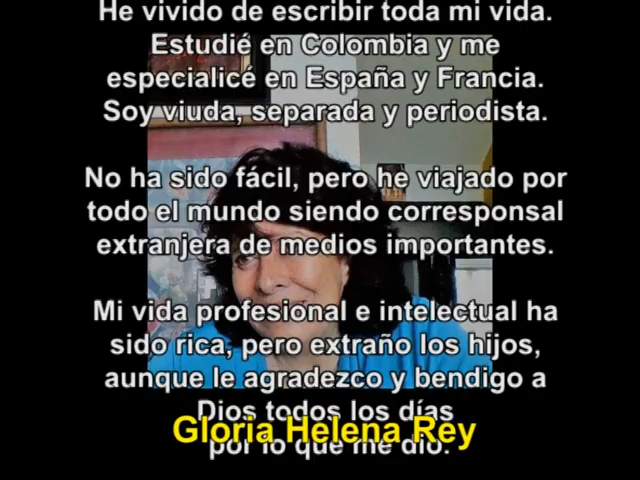 He vivido de escribir toda mi vida.
Estudié en Colombia y me
especialicé en España y Francia.
Soy viuda, separada y periodista.
No ha sido fácil, pero he viajado por
todo el mundo siendo corresponsal
extranjera de medios importantes.
Mi vida profesional e intelectual ha
sido rica, pero extraño los hijos,
aunque le agradezco y bendigo a
Dios todos los días
Gloria Helena Rey
por lo que me dio.